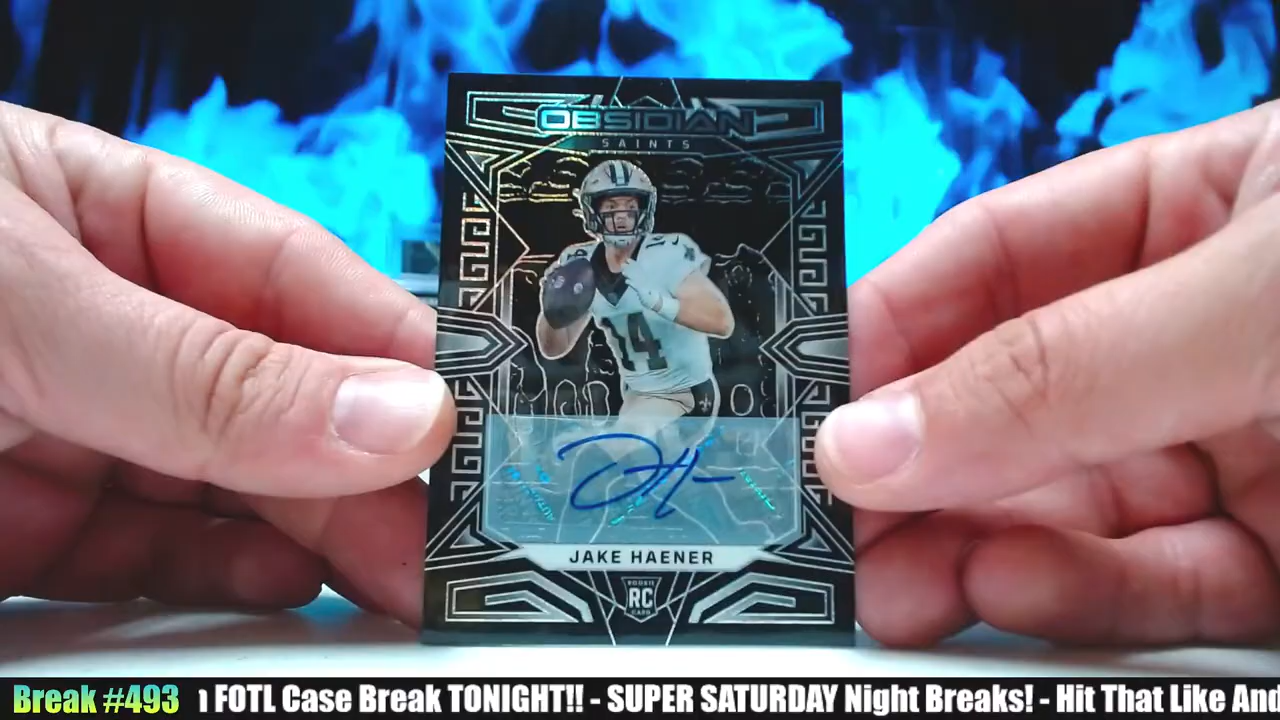 OBSIDIAN
SAINTS
14
14
JAKE HAENER
ROOKIE
RC
CARD
Break #493 FOTL Case Break TONIGHT!! - SUPER SATURDAY Night Breaks! - Hit That Like And